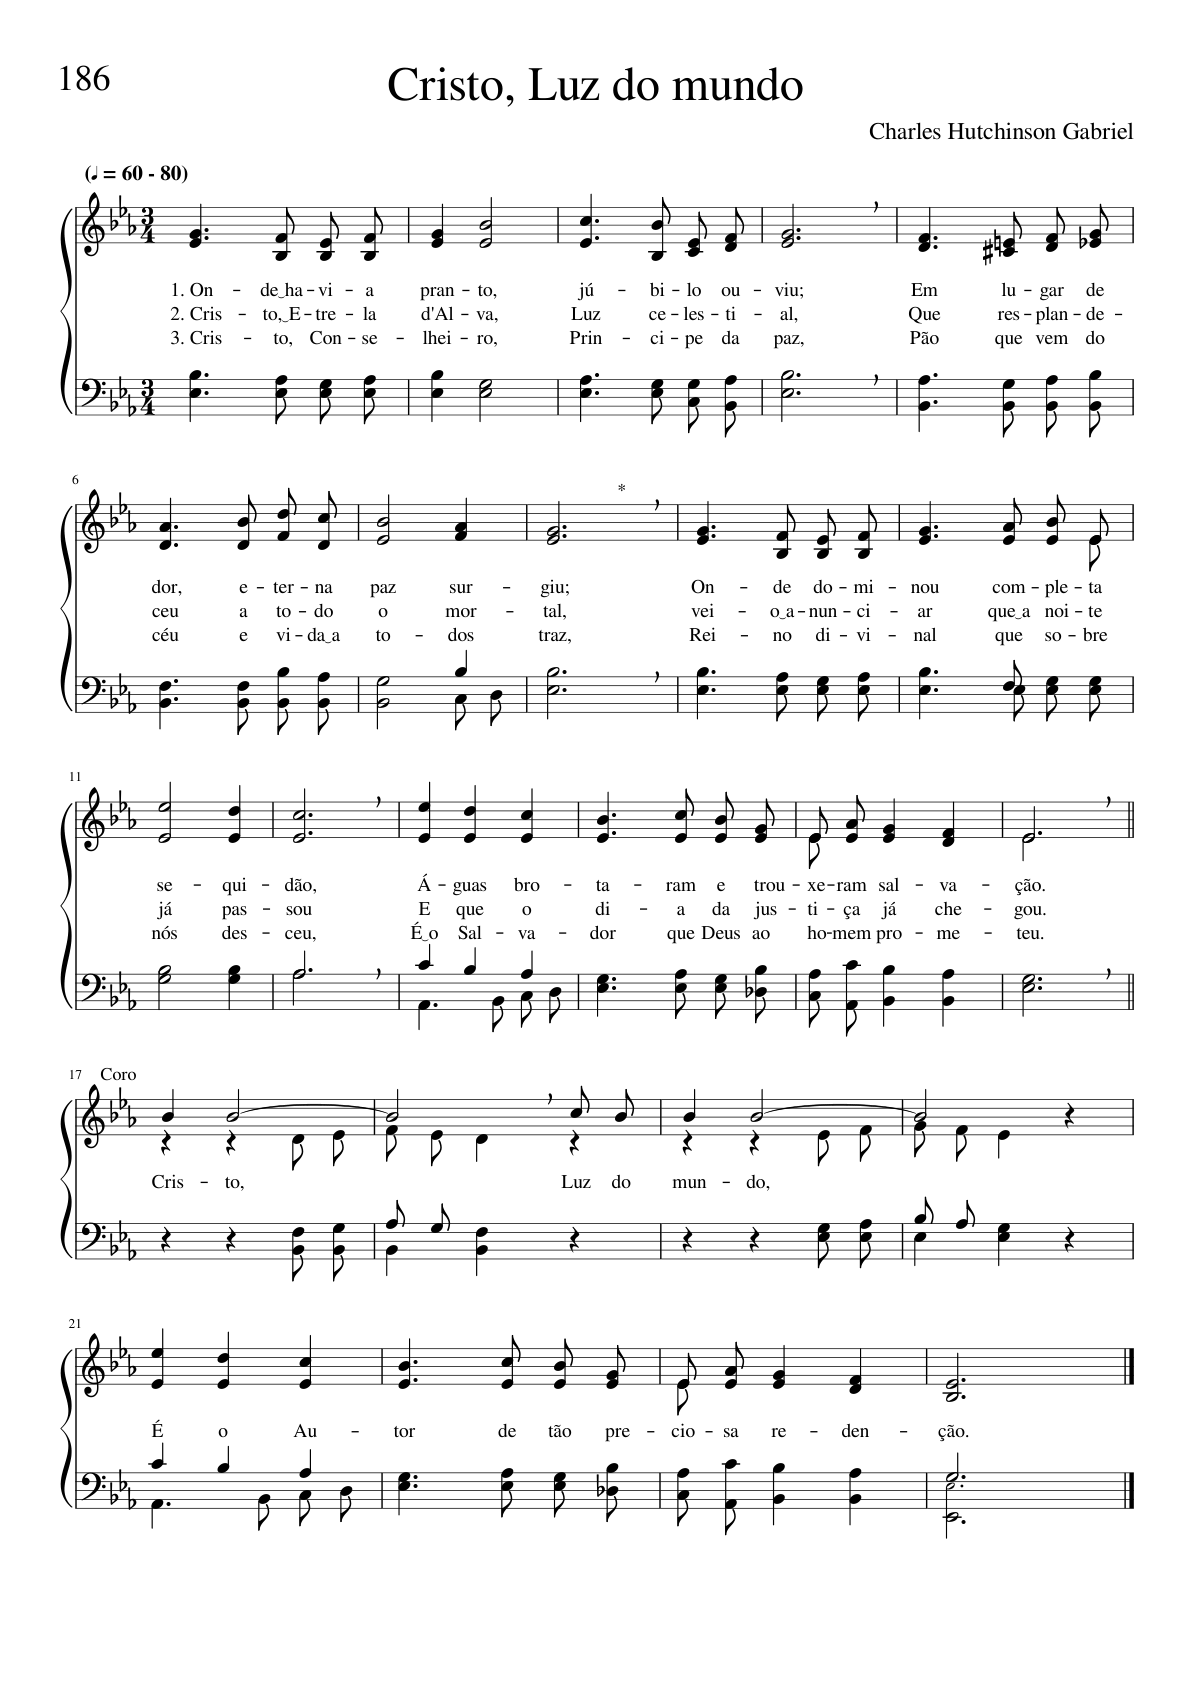 186
Cristo, Luz do mundo
Charles Hutchinson Gabriel
(♩ = 60 - 80)
1. On - de‿ha - vi - a pran - to, jú - bi - lo ou - viu; Em lu - gar de
2. Cris - to,‿E - tre - la d'Al - va, Luz ce - les - ti - al, Que res - plan - de -
3. Cris - to, Con - se - lhei - ro, Prin - ci - pe da paz, Pão que vem do
6
*
dor, e - ter - na paz sur - giu; On - de do - mi - nou com - ple - ta
ceu a to - do o mor - tal, vei - o‿a - nun - ci - ar que‿a noi - te
céu e vi - da‿a to - dos traz, Rei - no di - vi - nal que so - bre
11
se - qui - dão, Á - guas bro - ta - ram e trou - xe - ram sal - va - ção.
já pas - sou E que o di - a da jus - ti - ça já che - gou.
nós des - ceu, É‿o Sal - va - dor que Deus ao ho - mem pro - me - teu.
17 Coro
Cris - to, Luz do mun - do,
21
É o Au - tor de tão pre - cio - sa re - den - ção.